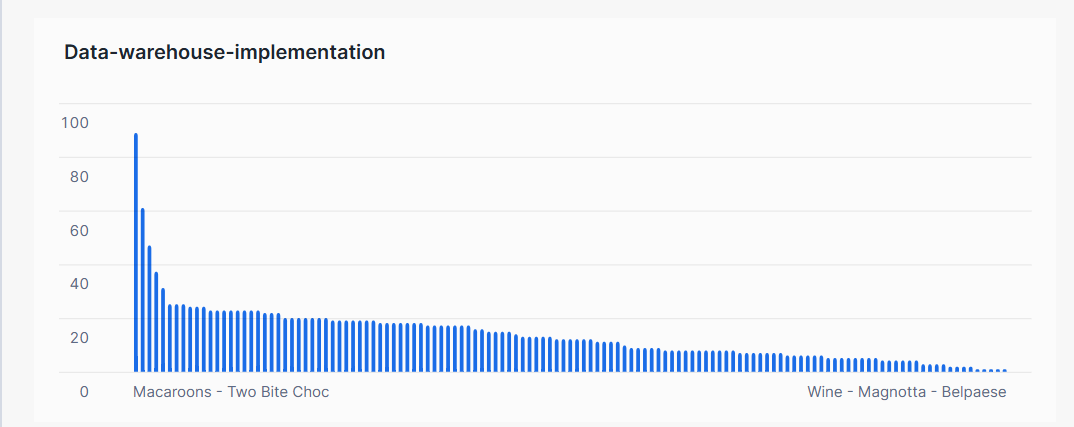 Data-warehouse-implementation
100
80
60
40
20
0
Macaroons - Two Bite Choc
Wine - Magnotta - Belpaese